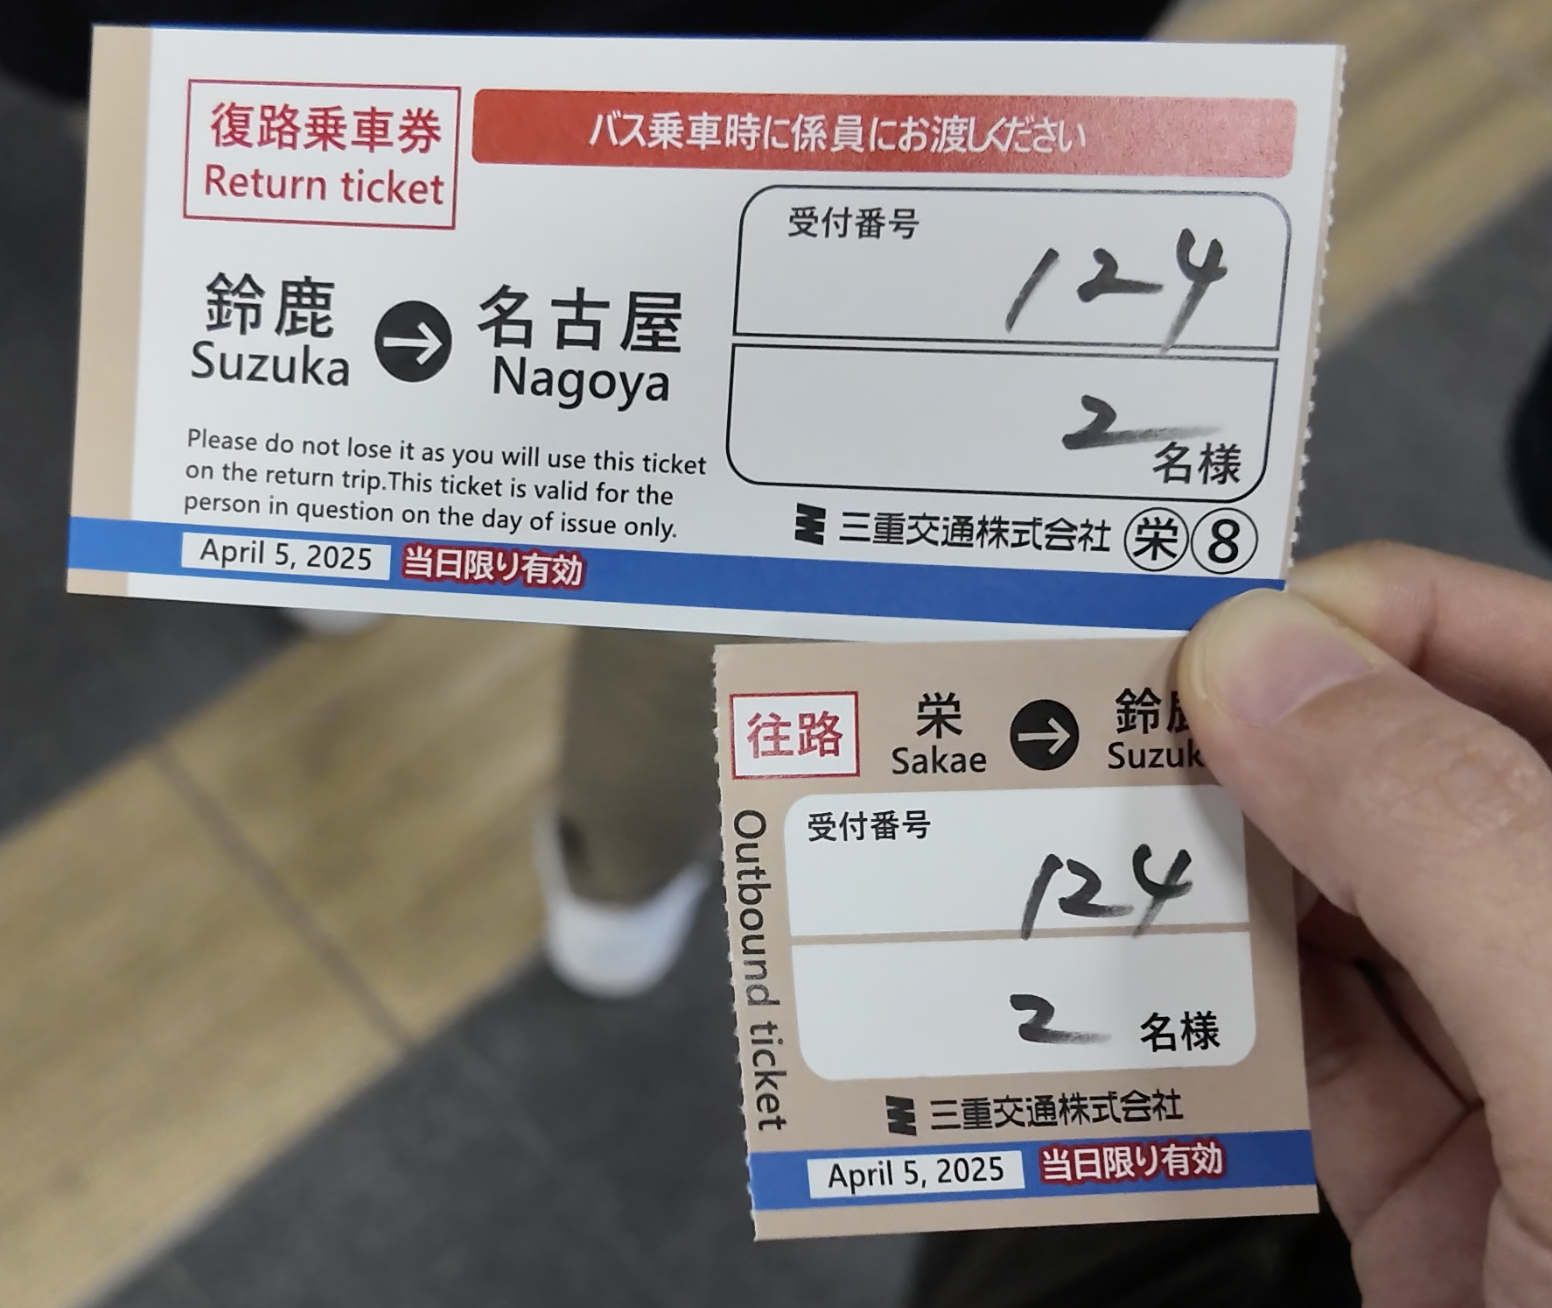 復路乗車券
Return ticket
バス乗車時に係員にお渡しください
受付番号
124
鈴鹿 → 名古屋
Suzuka Nagoya
2
名様
Please do not lose it as you will use this ticket
on the return trip.This ticket is valid for the
person in question on the day of issue only.
三重交通株式会社 栄 8
April 5, 2025 当日限り有効
往路
栄 → 鈴
Sakae Suzuk
Outbound ticket
受付番号
124
2 名様
三重交通株式会社
April 5, 2025 当日限り有効